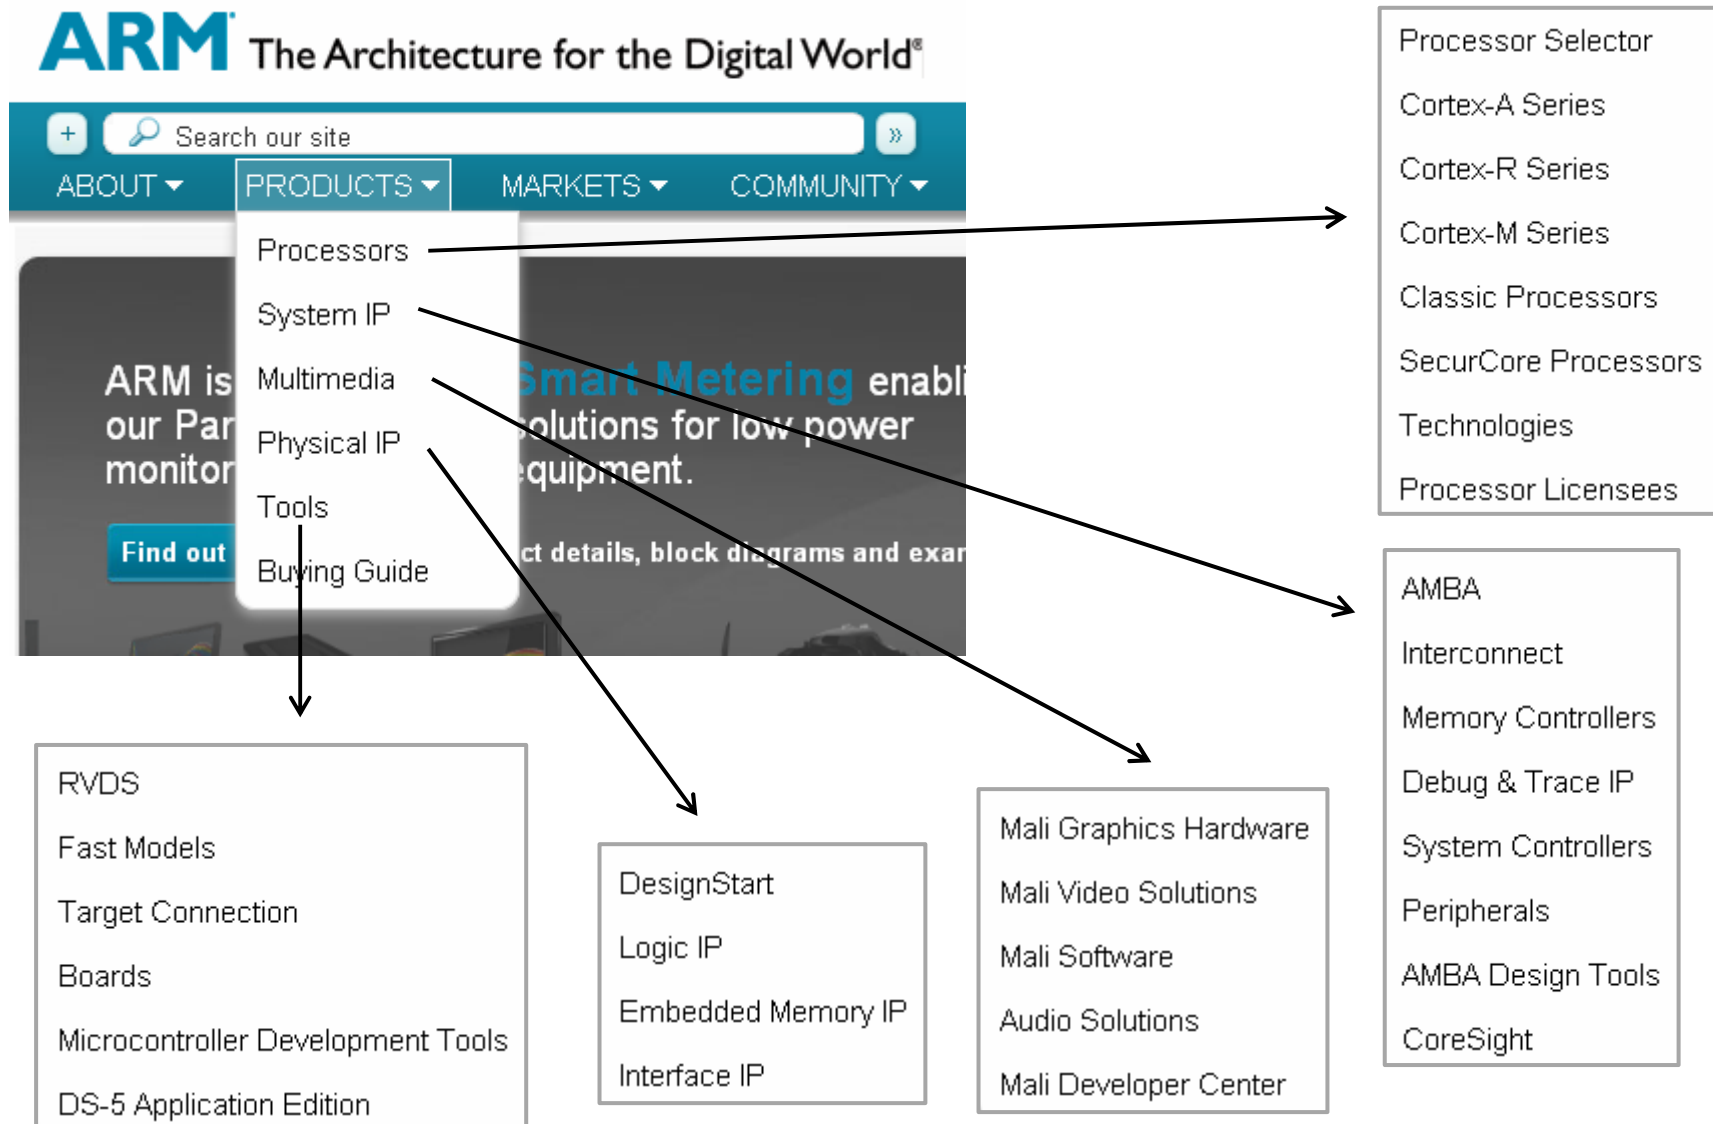 ARM The Architecture for the Digital World®
+ Search our site »
ABOUT PRODUCTS MARKETS COMMUNITY
Processors
System IP
Multimedia
Physical IP
Tools
Buying Guide
ARM is Smart Metering enabli
our Par solutions for low power
monitor equipment.
Find out ct details, block diagrams and exam
Processor Selector
Cortex-A Series
Cortex-R Series
Cortex-M Series
Classic Processors
SecurCore Processors
Technologies
Processor Licensees
AMBA
Interconnect
Memory Controllers
Debug & Trace IP
System Controllers
Peripherals
AMBA Design Tools
CoreSight
Mali Graphics Hardware
Mali Video Solutions
Mali Software
Audio Solutions
Mali Developer Center
DesignStart
Logic IP
Embedded Memory IP
Interface IP
RVDS
Fast Models
Target Connection
Boards
Microcontroller Development Tools
DS-5 Application Edition